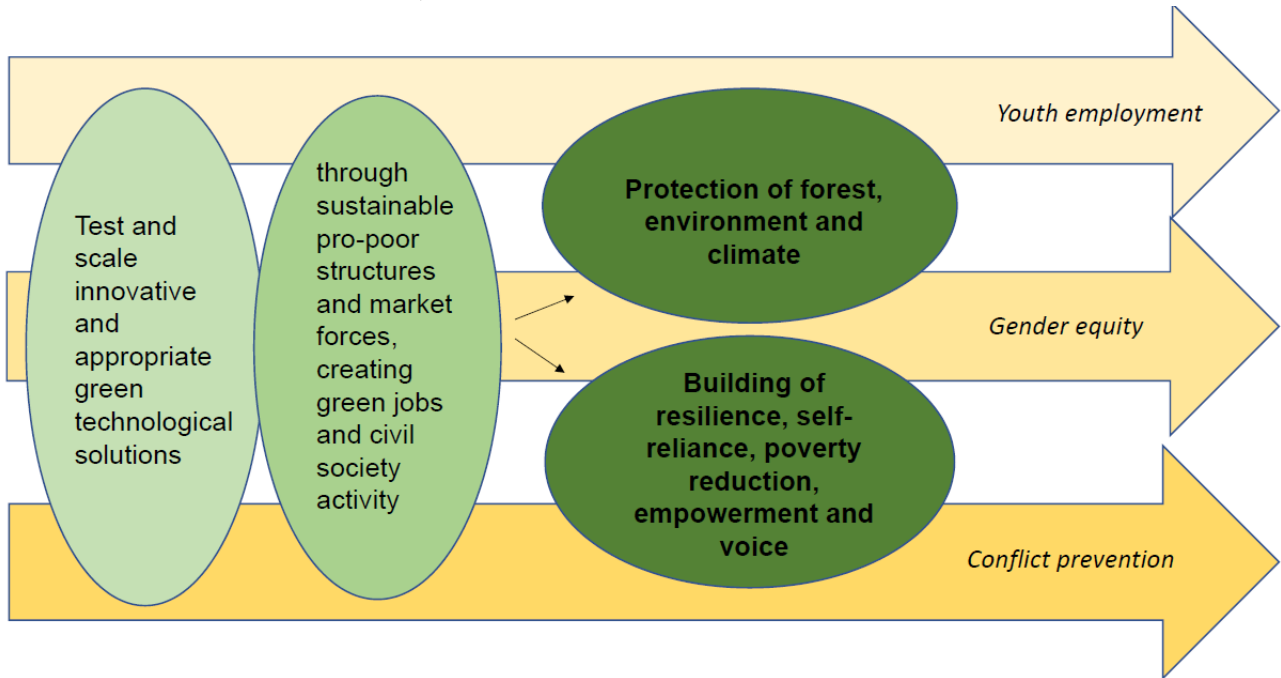 Youth employment
Test and
scale
innovative
and
appropriate
green
technological
solutions
through
sustainable
pro-poor
structures
and market
forces,
creating
green jobs
and civil
society
activity
Protection of forest,
environment and
climate
Gender equity
Building of
resilience, self-
reliance, poverty
reduction,
empowerment and
voice
Conflict prevention